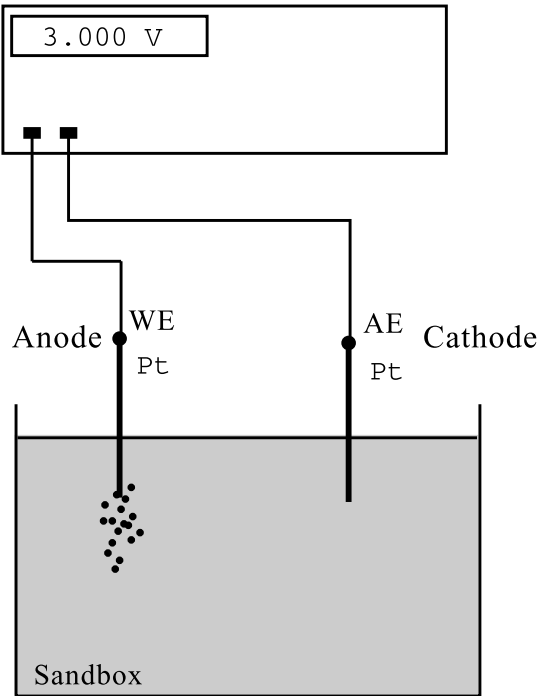 3.000 V
WE
AE
Anode
Cathode
Pt
Pt
Sandbox